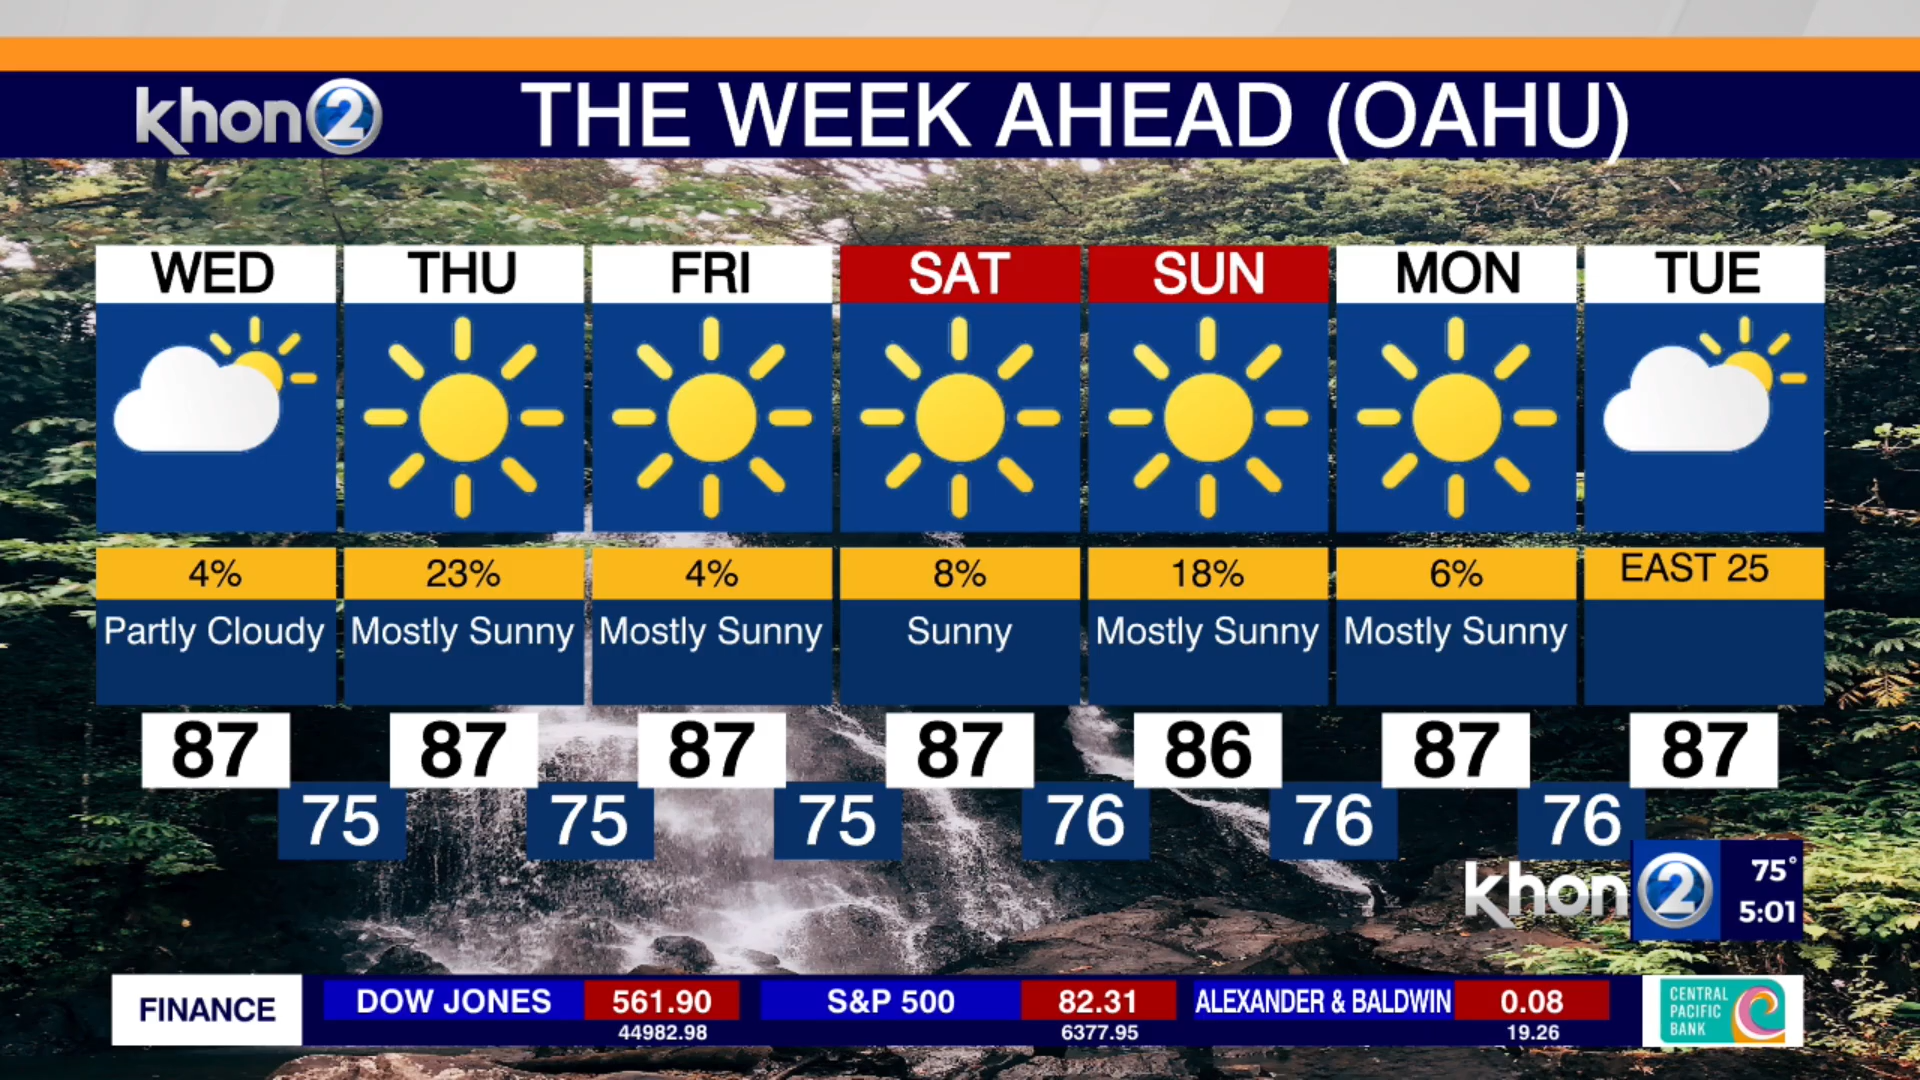 khon2 THE WEEK AHEAD (OAHU)
WED THU FRI SAT SUN MON TUE
4% 23% 4% 8% 18% 6% EAST 25
Partly Cloudy Mostly Sunny Mostly Sunny Sunny Mostly Sunny Mostly Sunny
87 87 87 87 86 87 87
75 75 75 76 76 76
khon2 75°
5:01
FINANCE DOW JONES 561.90 S&P 500 82.31 ALEXANDER & BALDWIN 0.08
44982.98 6377.95 19.26
CENTRAL
PACIFIC
BANK